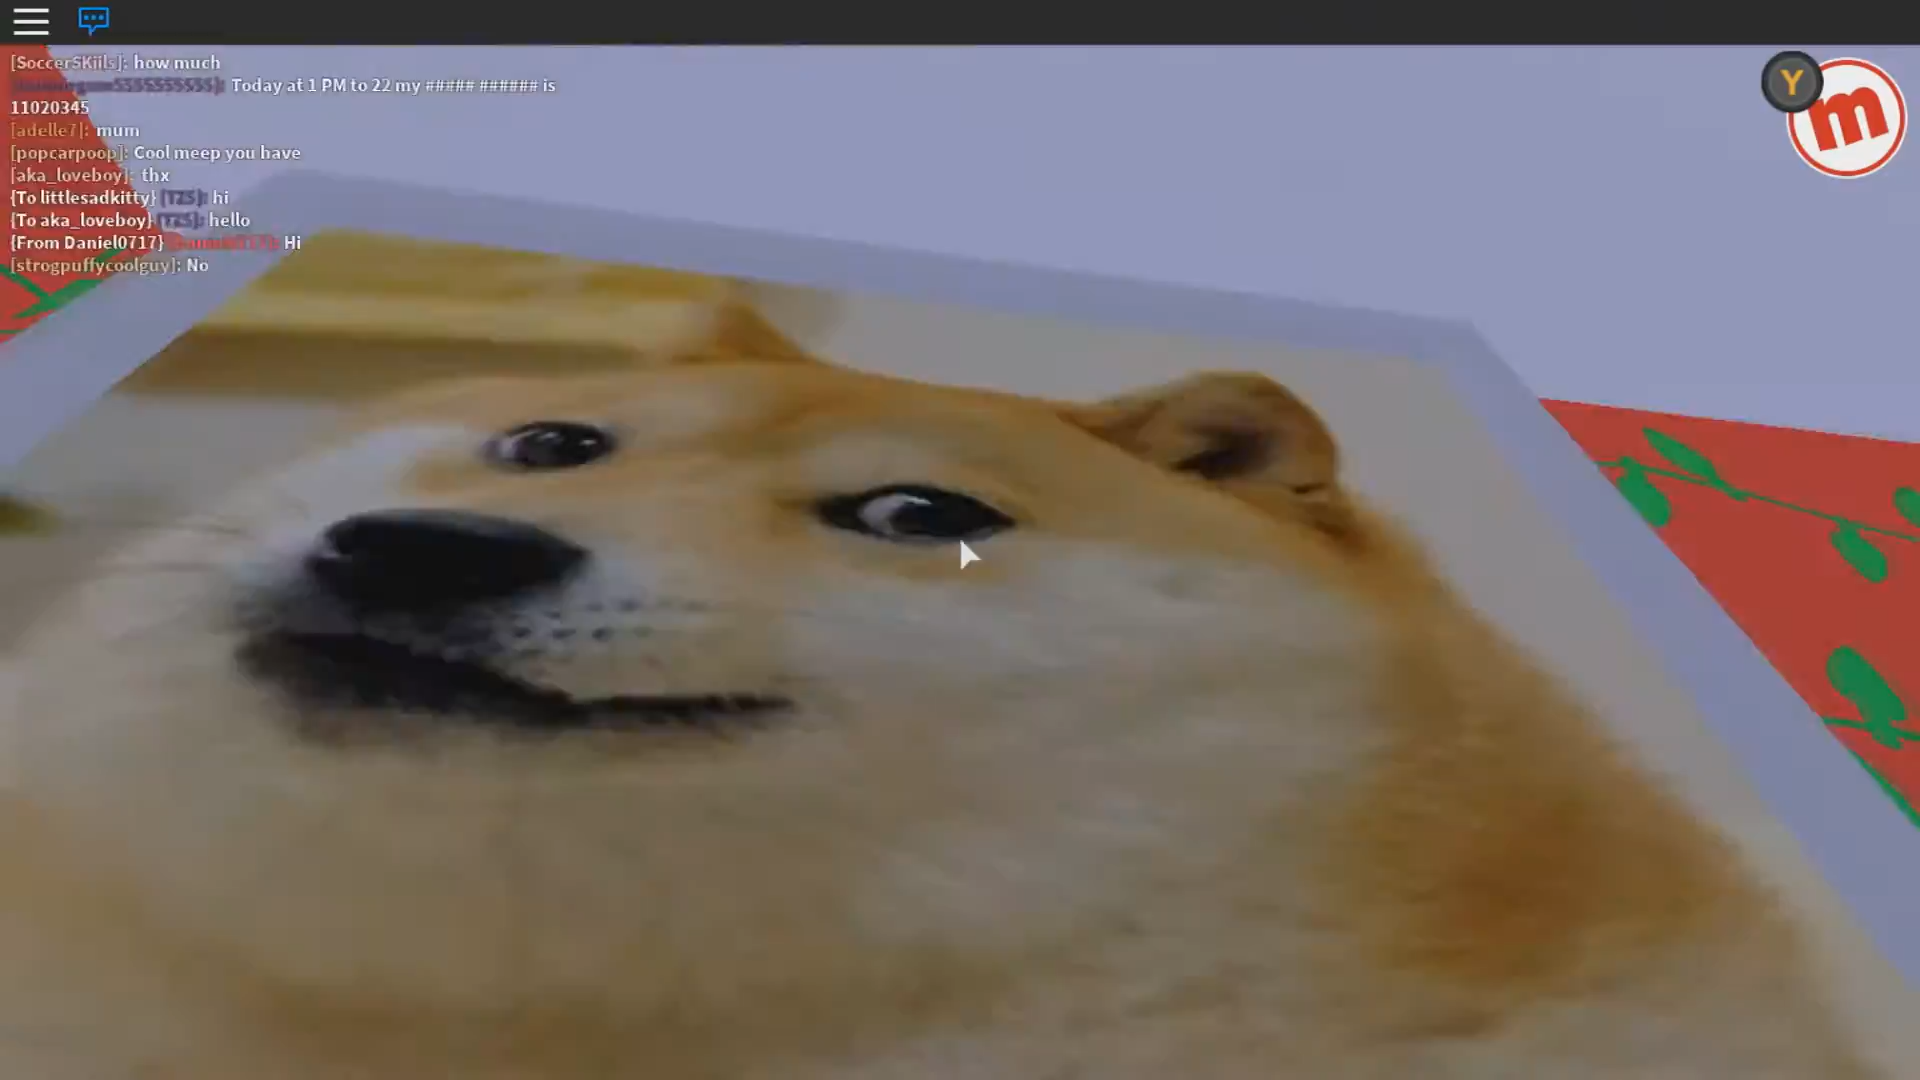 [SoccerSKiils]: how much
Today at 1 PM to 22 my ##### ###### is
11020345
[adelle7]: mum
[popcarpoop]: Cool meep you have
[aka_loveboy]: thx
{To littlesadkitty} [TZS]: hi
{To aka_loveboy} [TZS]: hello
{From Daniel0717} [Daniel0717]: Hi
[strogpuffycoolguy]: No
Y
m